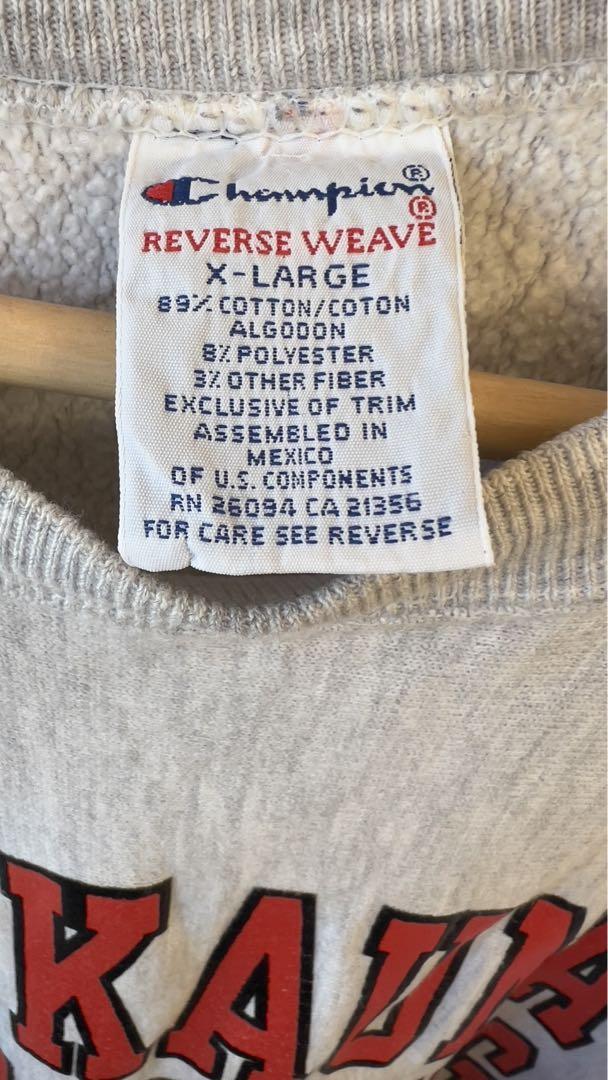 Champion®
REVERSE WEAVE®
X-LARGE
89% COTTON/COTON
ALGODON
8% POLYESTER
3% OTHER FIBER
EXCLUSIVE OF TRIM
ASSEMBLED IN
MEXICO
OF U.S. COMPONENTS
RN 26094 CA 21356
FOR CARE SEE REVERSE
KA